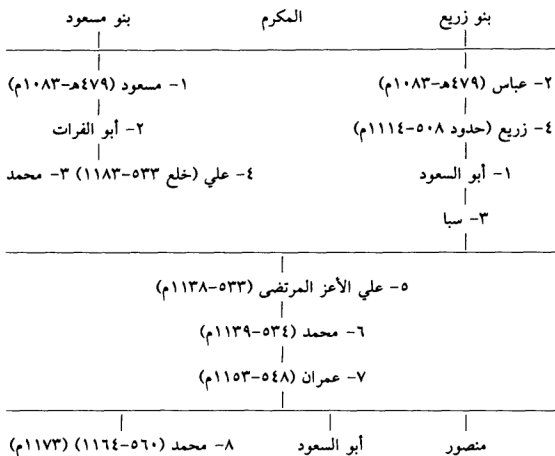 بنو زريع المكرم بنو مسعود
٢- عباس (٤٧٩هـ-١٠٨٣م) ١- مسعود (٤٧٩هـ-١٠٨٣م)
٤- زريع (حدود ٥٠٨-١١١٤م) ٢- أبو الفرات
١- أبو السعود ٤- علي (خلع ٥٣٣-١١٨٣) ٣- محمد
٣- سبا
٥- علي الأعز المرتضى (٥٣٣-١١٣٨م)
٦- محمد (٥٣٤-١١٣٩م)
٧- عمران (٥٤٨-١١٥٣م)
منصور أبو السعود ٨- محمد (٥٦٠-١١٦٤) (١١٧٣م)